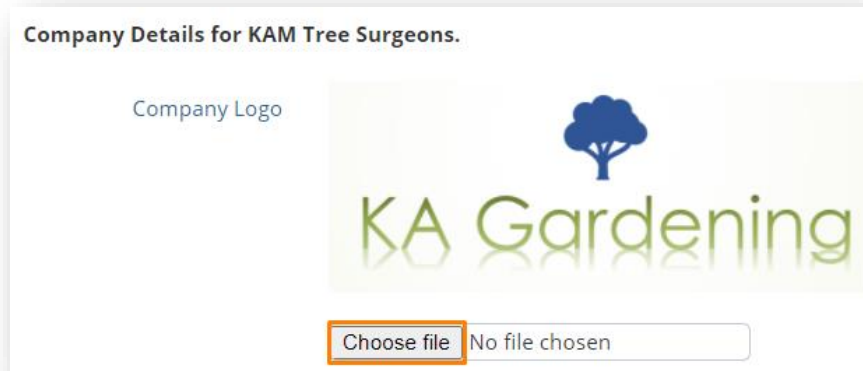 Company Details for KAM Tree Surgeons.
Company Logo
KA Gardening
Choose file No file chosen